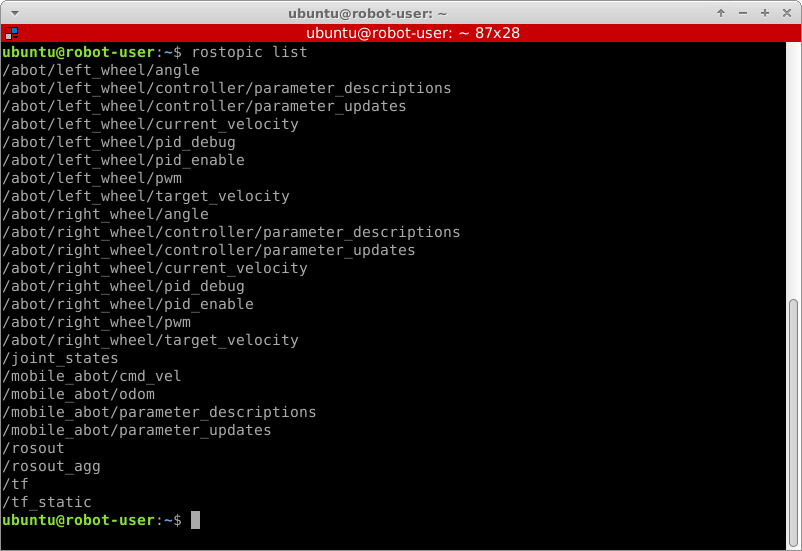 ubuntu@robot-user: ~
ubuntu@robot-user: ~ 87x28
ubuntu@robot-user:~$ rostopic list
/abot/left_wheel/angle
/abot/left_wheel/controller/parameter_descriptions
/abot/left_wheel/controller/parameter_updates
/abot/left_wheel/current_velocity
/abot/left_wheel/pid_debug
/abot/left_wheel/pid_enable
/abot/left_wheel/pwm
/abot/left_wheel/target_velocity
/abot/right_wheel/angle
/abot/right_wheel/controller/parameter_descriptions
/abot/right_wheel/controller/parameter_updates
/abot/right_wheel/current_velocity
/abot/right_wheel/pid_debug
/abot/right_wheel/pid_enable
/abot/right_wheel/pwm
/abot/right_wheel/target_velocity
/joint_states
/mobile_abot/cmd_vel
/mobile_abot/odom
/mobile_abot/parameter_descriptions
/mobile_abot/parameter_updates
/rosout
/rosout_agg
/tf
/tf_static
ubuntu@robot-user:~$